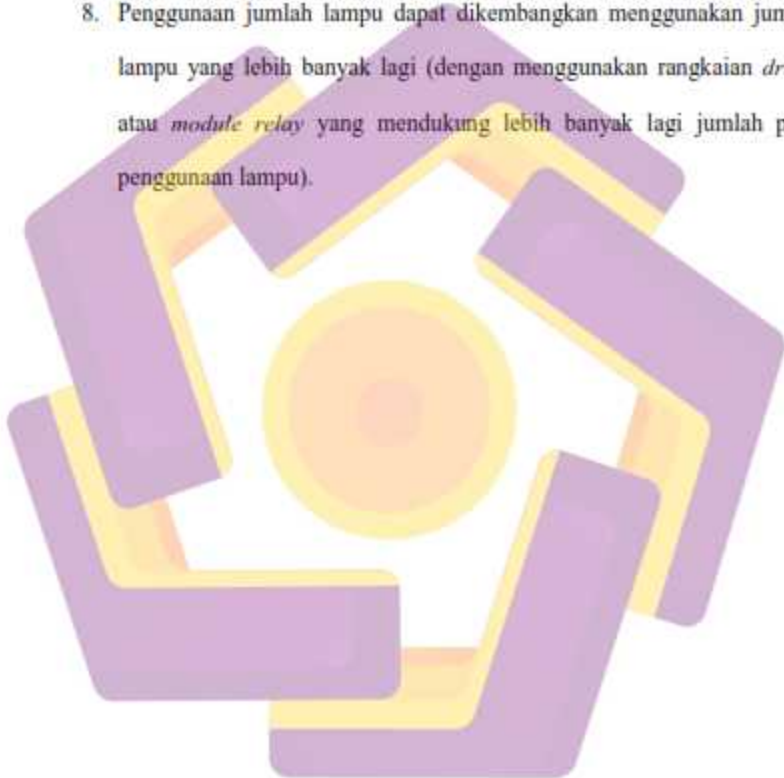 8. Penggunaan jumlah lampu dapat dikembangkan menggunakan
lampu yang lebih banyak lagi (dengan menggunakan rangkaian
atau module relay yang mendukung lebih banyak lagi jumlah
penggunaan lampu).